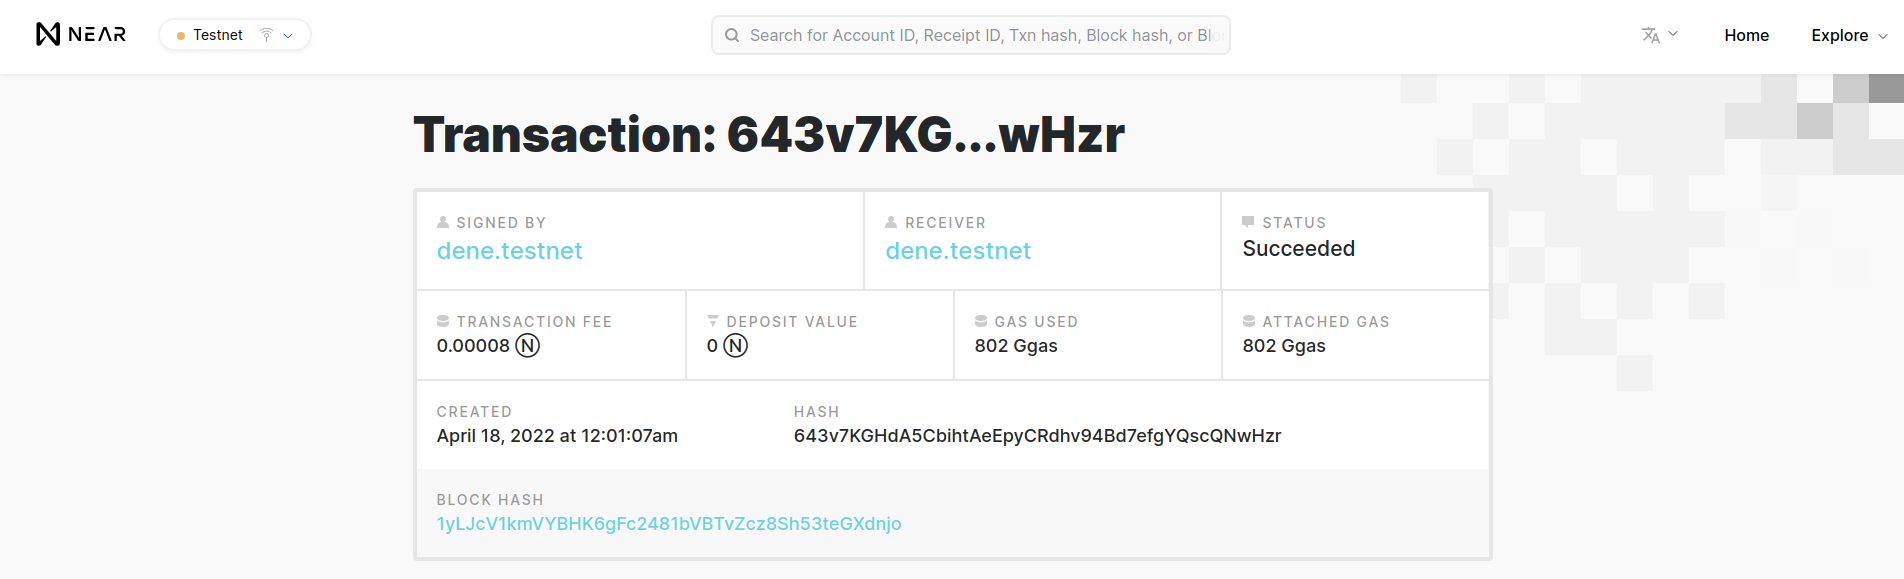 NEAR
Testnet
Search for Account ID, Receipt ID, Txn hash, Block hash, or Blo
Home
Explore
Transaction: 643v7KG...wHzr
SIGNED BY
dene.testnet
RECEIVER
dene.testnet
STATUS
Succeeded
TRANSACTION FEE
0.00008 Ⓝ
DEPOSIT VALUE
0 Ⓝ
GAS USED
802 Ggas
ATTACHED GAS
802 Ggas
CREATED
April 18, 2022 at 12:01:07am
HASH
643v7KGHdA5CbihtAeEpyCRdhv94Bd7efgYQscQNwHzr
BLOCK HASH
1yLJcV1kmVYBHK6gFc2481bVBTvZcz8Sh53teGXdnjo